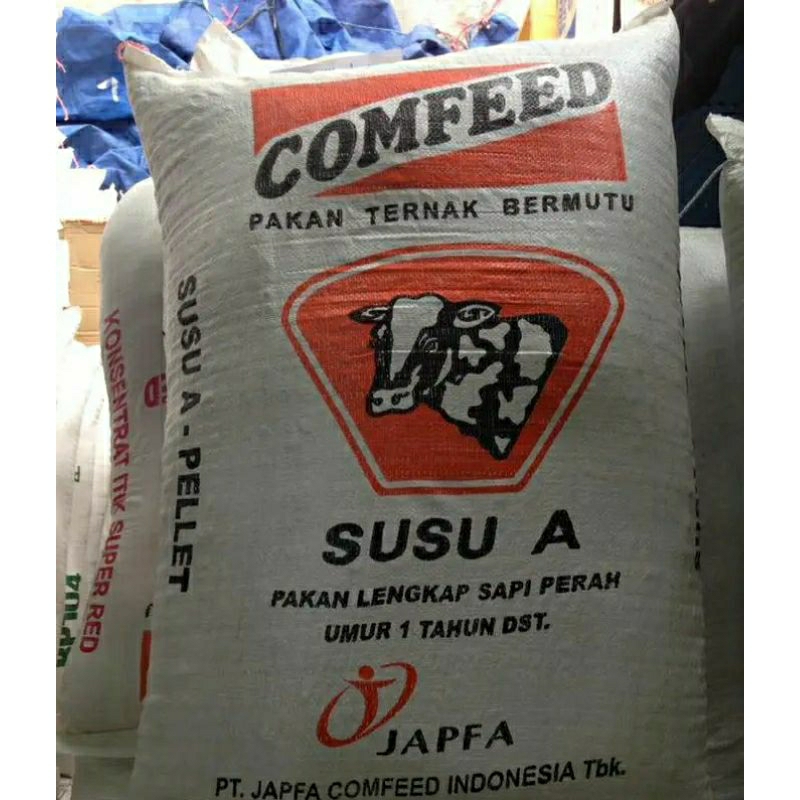 COMFEED
PAKAN TERNAK BERMUTU
SUSU A - PELLET
SUSU A
PAKAN LENGKAP SAPI PERAH
UMUR 1 TAHUN DST.
JAPFA
PT. JAPFA COMFEED INDONESIA Tbk.
KONSENTRAT ITIK SUPER RED